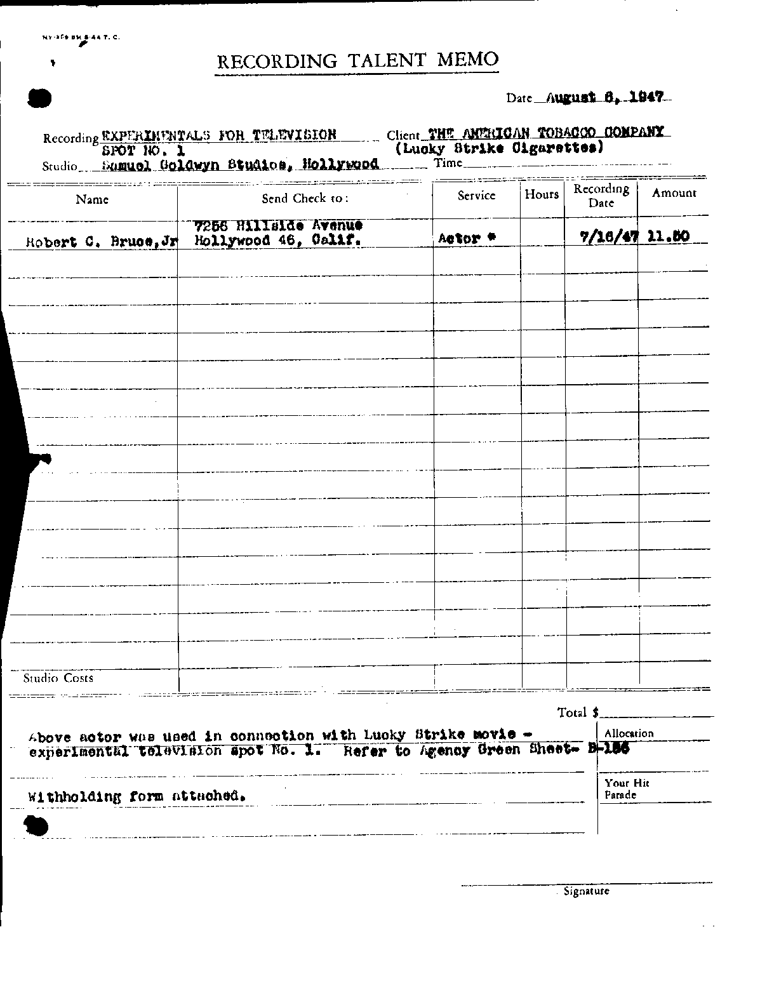 RECORDING TALENT MEMO
Date August 6, 1947
Recording EXPERIMENTALS FOR TELEVISION Client THE AMERICAN TOBACCO COMPANY
SPOT NO. 1 (Lucky Strike Cigarettes)
Studio Samuel Goldwyn Studios, Hollywood Time
Name Send Check to: Service Hours Recording Date Amount
7256 Hillside Avenue
Robert C. Bruce, Jr Hollywood 46, Calif. Actor * 7/16/47 11.50
Studio Costs
Total $
Above actor was used in connection with Lucky Strike movie - Allocation
experimental television spot No. 1. Refer to Agency Green Sheet- B-156
Your Hit
Withholding form attached. Parade
Signature